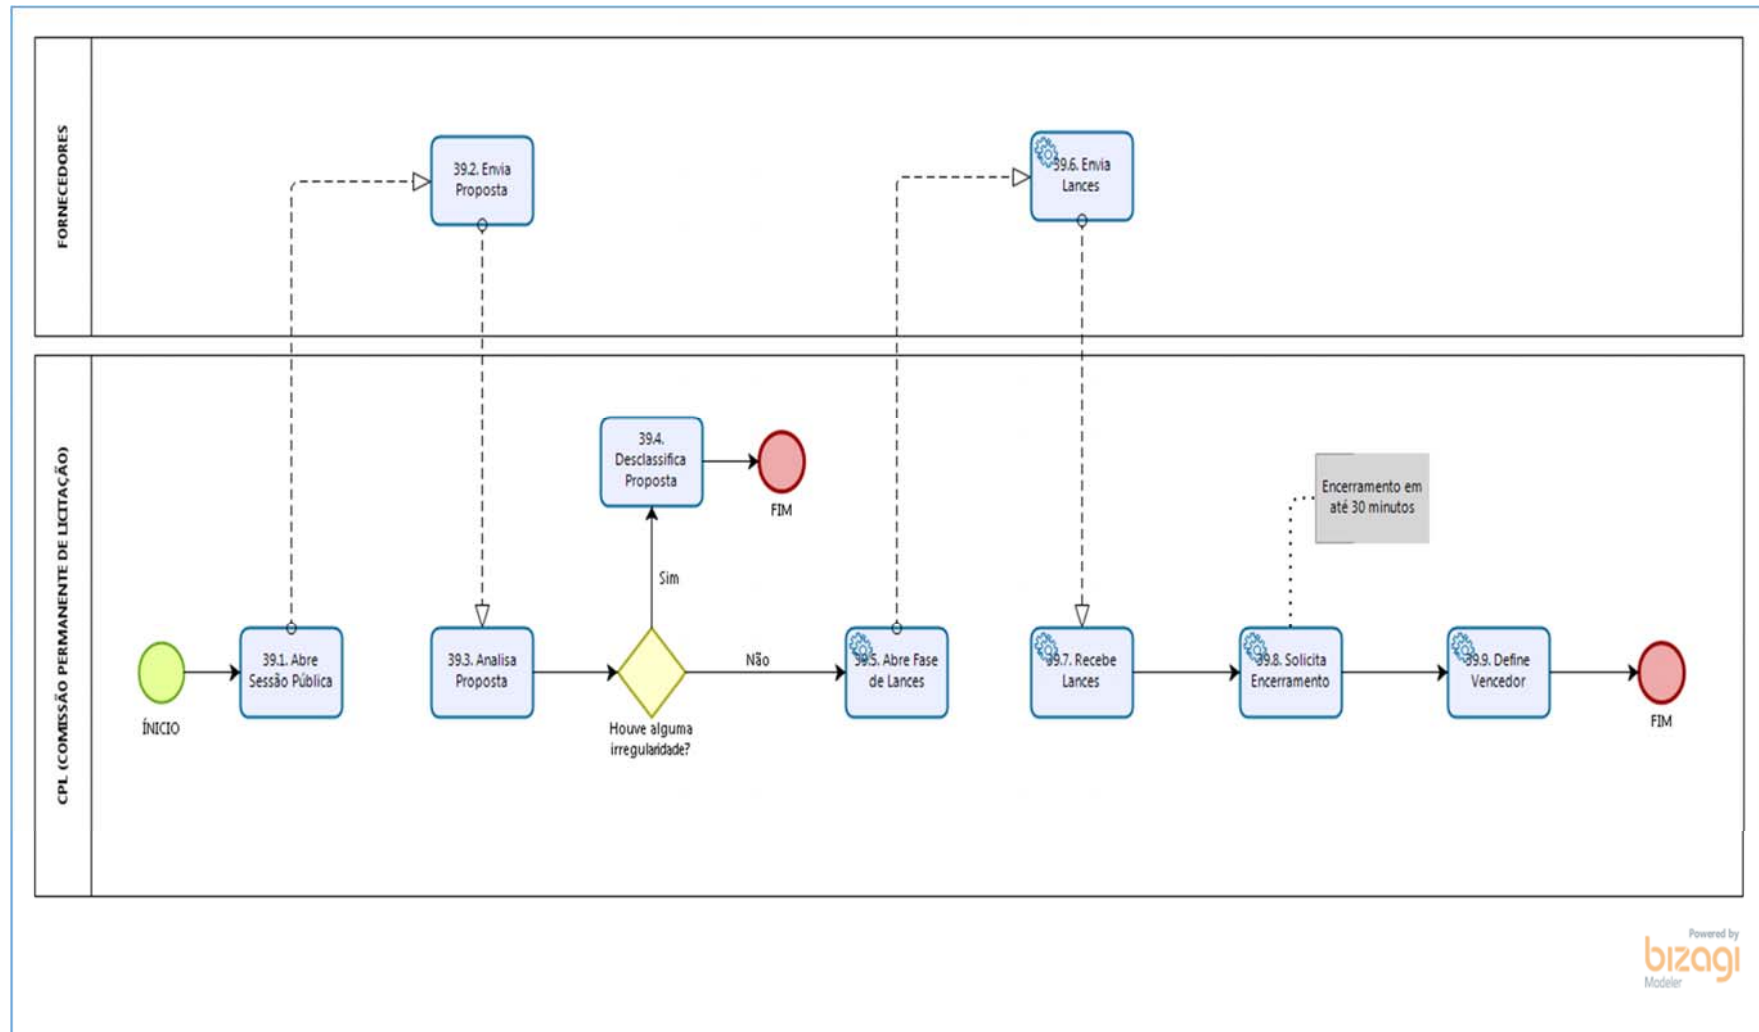 FORNECEDORES
39.2. Envia
Proposta
39.6. Envia
Lances
CPL (COMISSÃO PERMANENTE DE LICITAÇÃO)
ÍNICIO
39.1. Abre
Sessão Pública
39.3. Analisa
Proposta
Houve alguma
irregularidade?
Sim
39.4.
Desclassifica
Proposta
FIM
Não
39.5. Abre Fase
de Lances
39.7. Recebe
Lances
39.8. Solicita
Encerramento
Encerramento em
até 30 minutos
39.9. Define
Vencedor
FIM
Powered by
bizagi
Modeler